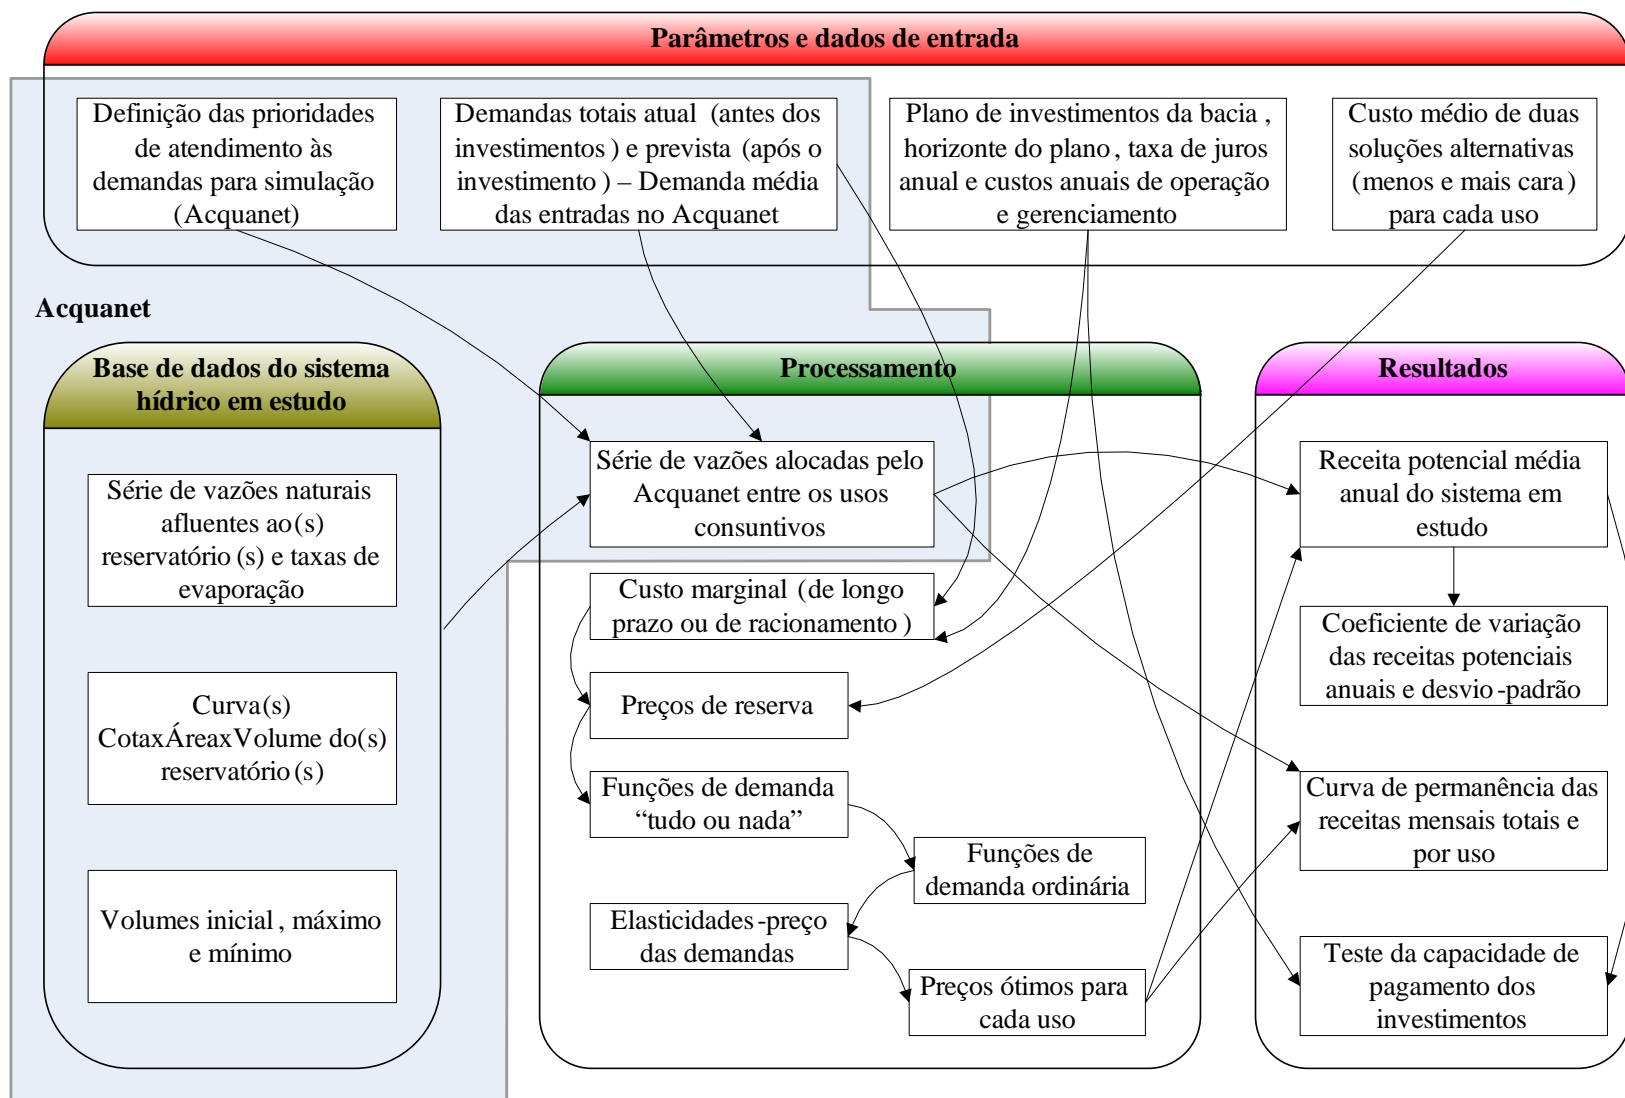 Parâmetros e dados de entrada
Definição das prioridades
de atendimento às
demandas para simulação
(Acquanet)
Demandas totais atual (antes dos
investimentos) e prevista (após o
investimento) – Demanda média
das entradas no Acquanet
Plano de investimentos da bacia,
horizonte do plano, taxa de juros
anual e custos anuais de operação
e gerenciamento
Custo médio de duas
soluções alternativas
(menos e mais cara)
para cada uso
Acquanet
Base de dados do sistema
hídrico em estudo
Série de vazões naturais
afluentes ao(s)
reservatório(s) e taxas de
evaporação
Curva(s)
CotaxÁreaxVolume do(s)
reservatório(s)
Volumes inicial, máximo
e mínimo
Processamento
Série de vazões alocadas pelo
Acquanet entre os usos
consuntivos
Custo marginal (de longo
prazo ou de racionamento)
Preços de reserva
Funções de demanda
“tudo ou nada”
Funções de
demanda ordinária
Elasticidades-preço
das demandas
Preços ótimos para
cada uso
Resultados
Receita potencial média
anual do sistema em
estudo
Coeficiente de variação
das receitas potenciais
anuais e desvio-padrão
Curva de permanência das
receitas mensais totais e
por uso
Teste da capacidade de
pagamento dos
investimentos